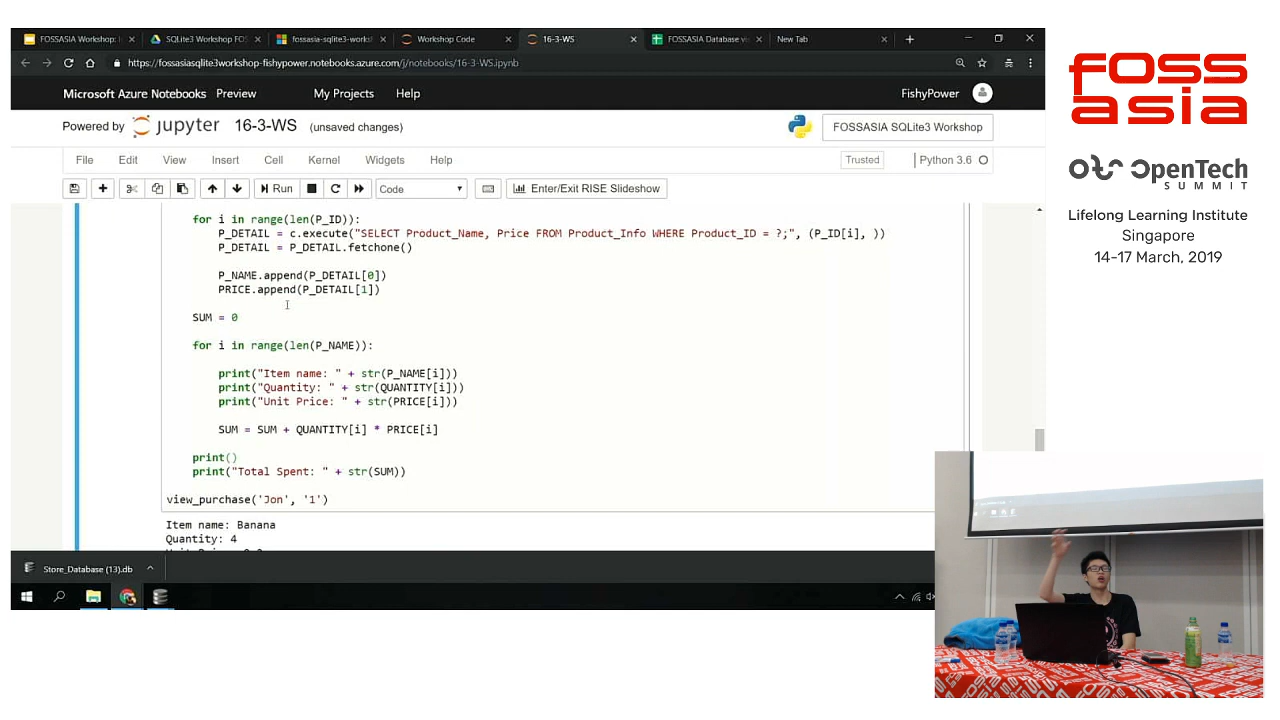 FOSSASIA Workshop: I
SQLite3 Workshop FOS
fossasia-sqlite3-worksh
Workshop Code
16-3-WS
FOSSASIA Database vi
New Tab
https://fossasiasqlite3workshop-fishypower.notebooks.azure.com/j/notebooks/16-3-WS.ipynb
Microsoft Azure Notebooks Preview My Projects Help FishyPower
Powered by jupyter 16-3-WS (unsaved changes) FOSSASIA SQLite3 Workshop
File Edit View Insert Cell Kernel Widgets Help Trusted Python 3.6
Run Code Enter/Exit RISE Slideshow
for i in range(len(P_ID)):
P_DETAIL = c.execute("SELECT Product_Name, Price FROM Product_Info WHERE Product_ID = ?;", (P_ID[i], ))
P_DETAIL = P_DETAIL.fetchone()
P_NAME.append(P_DETAIL[0])
PRICE.append(P_DETAIL[1])
SUM = 0
for i in range(len(P_NAME)):
print("Item name: " + str(P_NAME[i]))
print("Quantity: " + str(QUANTITY[i]))
print("Unit Price: " + str(PRICE[i]))
SUM = SUM + QUANTITY[i] * PRICE[i]
print()
print("Total Spent: " + str(SUM))
view_purchase('Jon', '1')
Item name: Banana
Quantity: 4
Store_Database (13).db
FOSS
ASIA
OpenTech
SUMMIT
Lifelong Learning Institute
Singapore
14-17 March, 2019